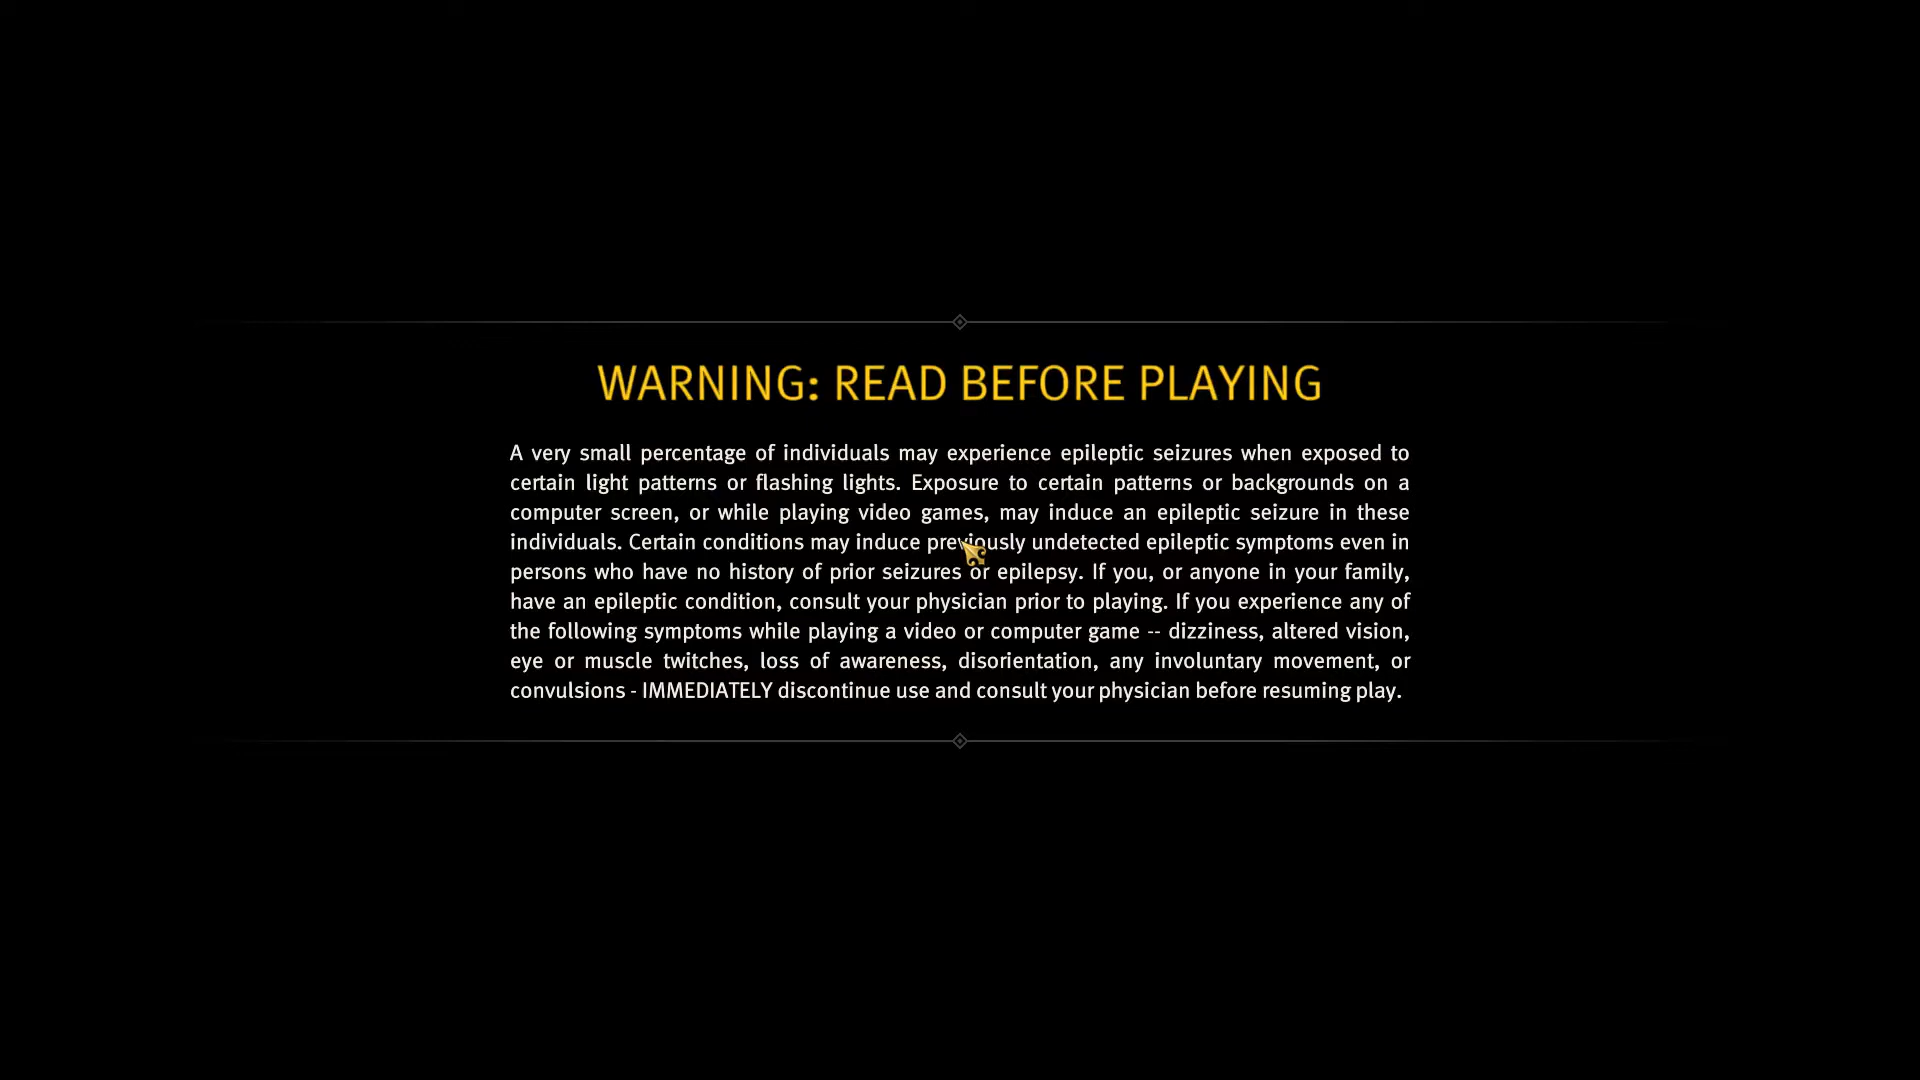 WARNING: READ BEFORE PLAYING
A very small percentage of individuals may experience epileptic seizures when exposed to
certain light patterns or flashing lights. Exposure to certain patterns or backgrounds on a
computer screen, or while playing video games, may induce an epileptic seizure in these
individuals. Certain conditions may induce previously undetected epileptic symptoms even in
persons who have no history of prior seizures or epilepsy. If you, or anyone in your family,
have an epileptic condition, consult your physician prior to playing. If you experience any of
the following symptoms while playing a video or computer game -- dizziness, altered vision,
eye or muscle twitches, loss of awareness, disorientation, any involuntary movement, or
convulsions - IMMEDIATELY discontinue use and consult your physician before resuming play.